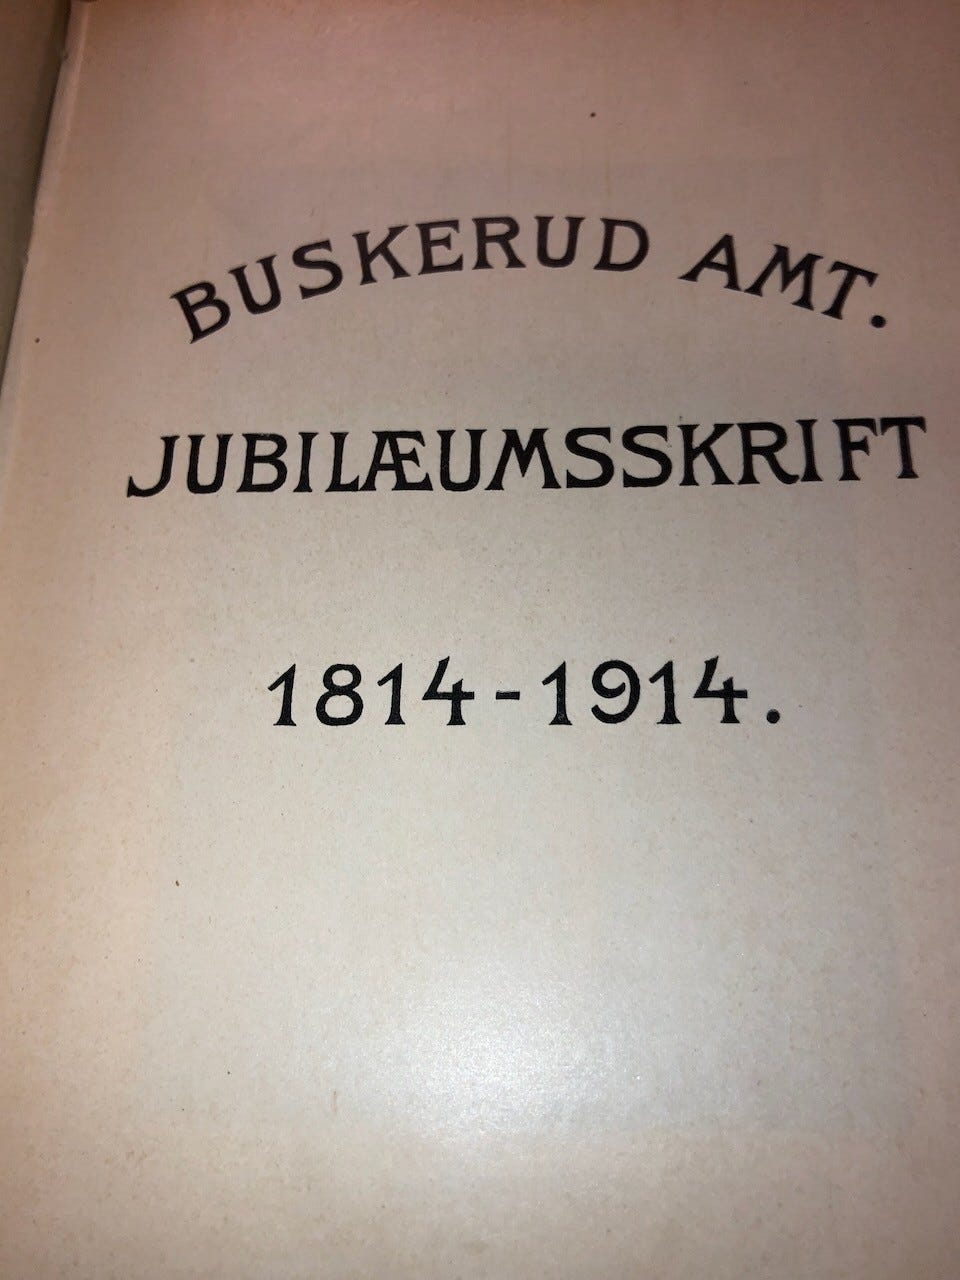 BUSKERUD AMT.
JUBILÆUMSSKRIFT
1814-1914.